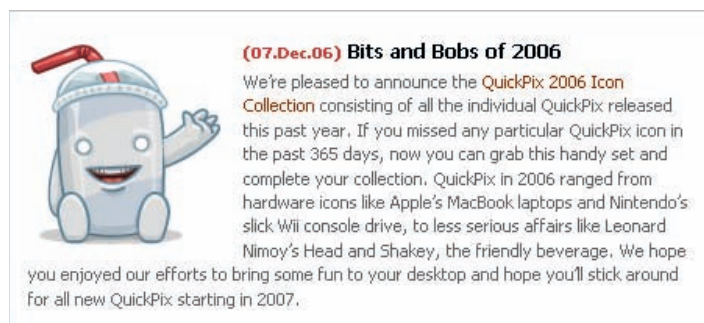 (07.Dec.06) Bits and Bobs of 2006
We're pleased to announce the QuickPix 2006 Icon
Collection consisting of all the individual QuickPix released
this past year. If you missed any particular QuickPix icon in
the past 365 days, now you can grab this handy set and
complete your collection. QuickPix in 2006 ranged from
hardware icons like Apple's MacBook laptops and Nintendo's
slick Wii console drive, to less serious affairs like Leonard
Nimoy's Head and Shakey, the friendly beverage. We hope
you enjoyed our efforts to bring some fun to your desktop and hope you'll stick around
for all new QuickPix starting in 2007.